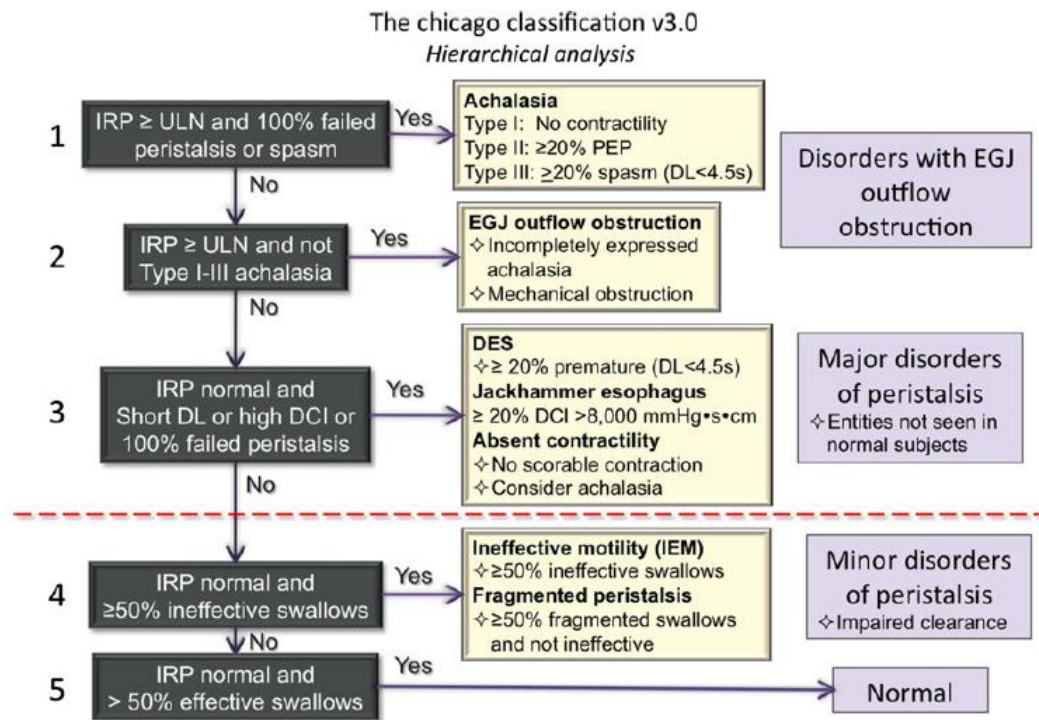 The chicago classification v3.0
Hierarchical analysis
1
IRP ≥ ULN and 100% failed
peristalsis or spasm
Yes
Achalasia
Type I: No contractility
Type II: ≥20% PEP
Type III: ≥20% spasm (DL<4.5s)
Disorders with EGJ
outflow
obstruction
No
2
IRP ≥ ULN and not
Type I-III achalasia
Yes
EGJ outflow obstruction
✧Incompletely expressed
achalasia
✧Mechanical obstruction
No
3
IRP normal and
Short DL or high DCI or
100% failed peristalsis
Yes
DES
✧≥ 20% premature (DL<4.5s)
Jackhammer esophagus
≥ 20% DCI >8,000 mmHg•s•cm
Absent contractility
✧No scorable contraction
✧Consider achalasia
Major disorders
of peristalsis
✧Entities not seen in
normal subjects
No
4
IRP normal and
≥50% ineffective swallows
Yes
Ineffective motility (IEM)
✧≥50% ineffective swallows
Fragmented peristalsis
✧≥50% fragmented swallows
and not ineffective
Minor disorders
of peristalsis
✧Impaired clearance
No
5
IRP normal and
> 50% effective swallows
Yes
Normal